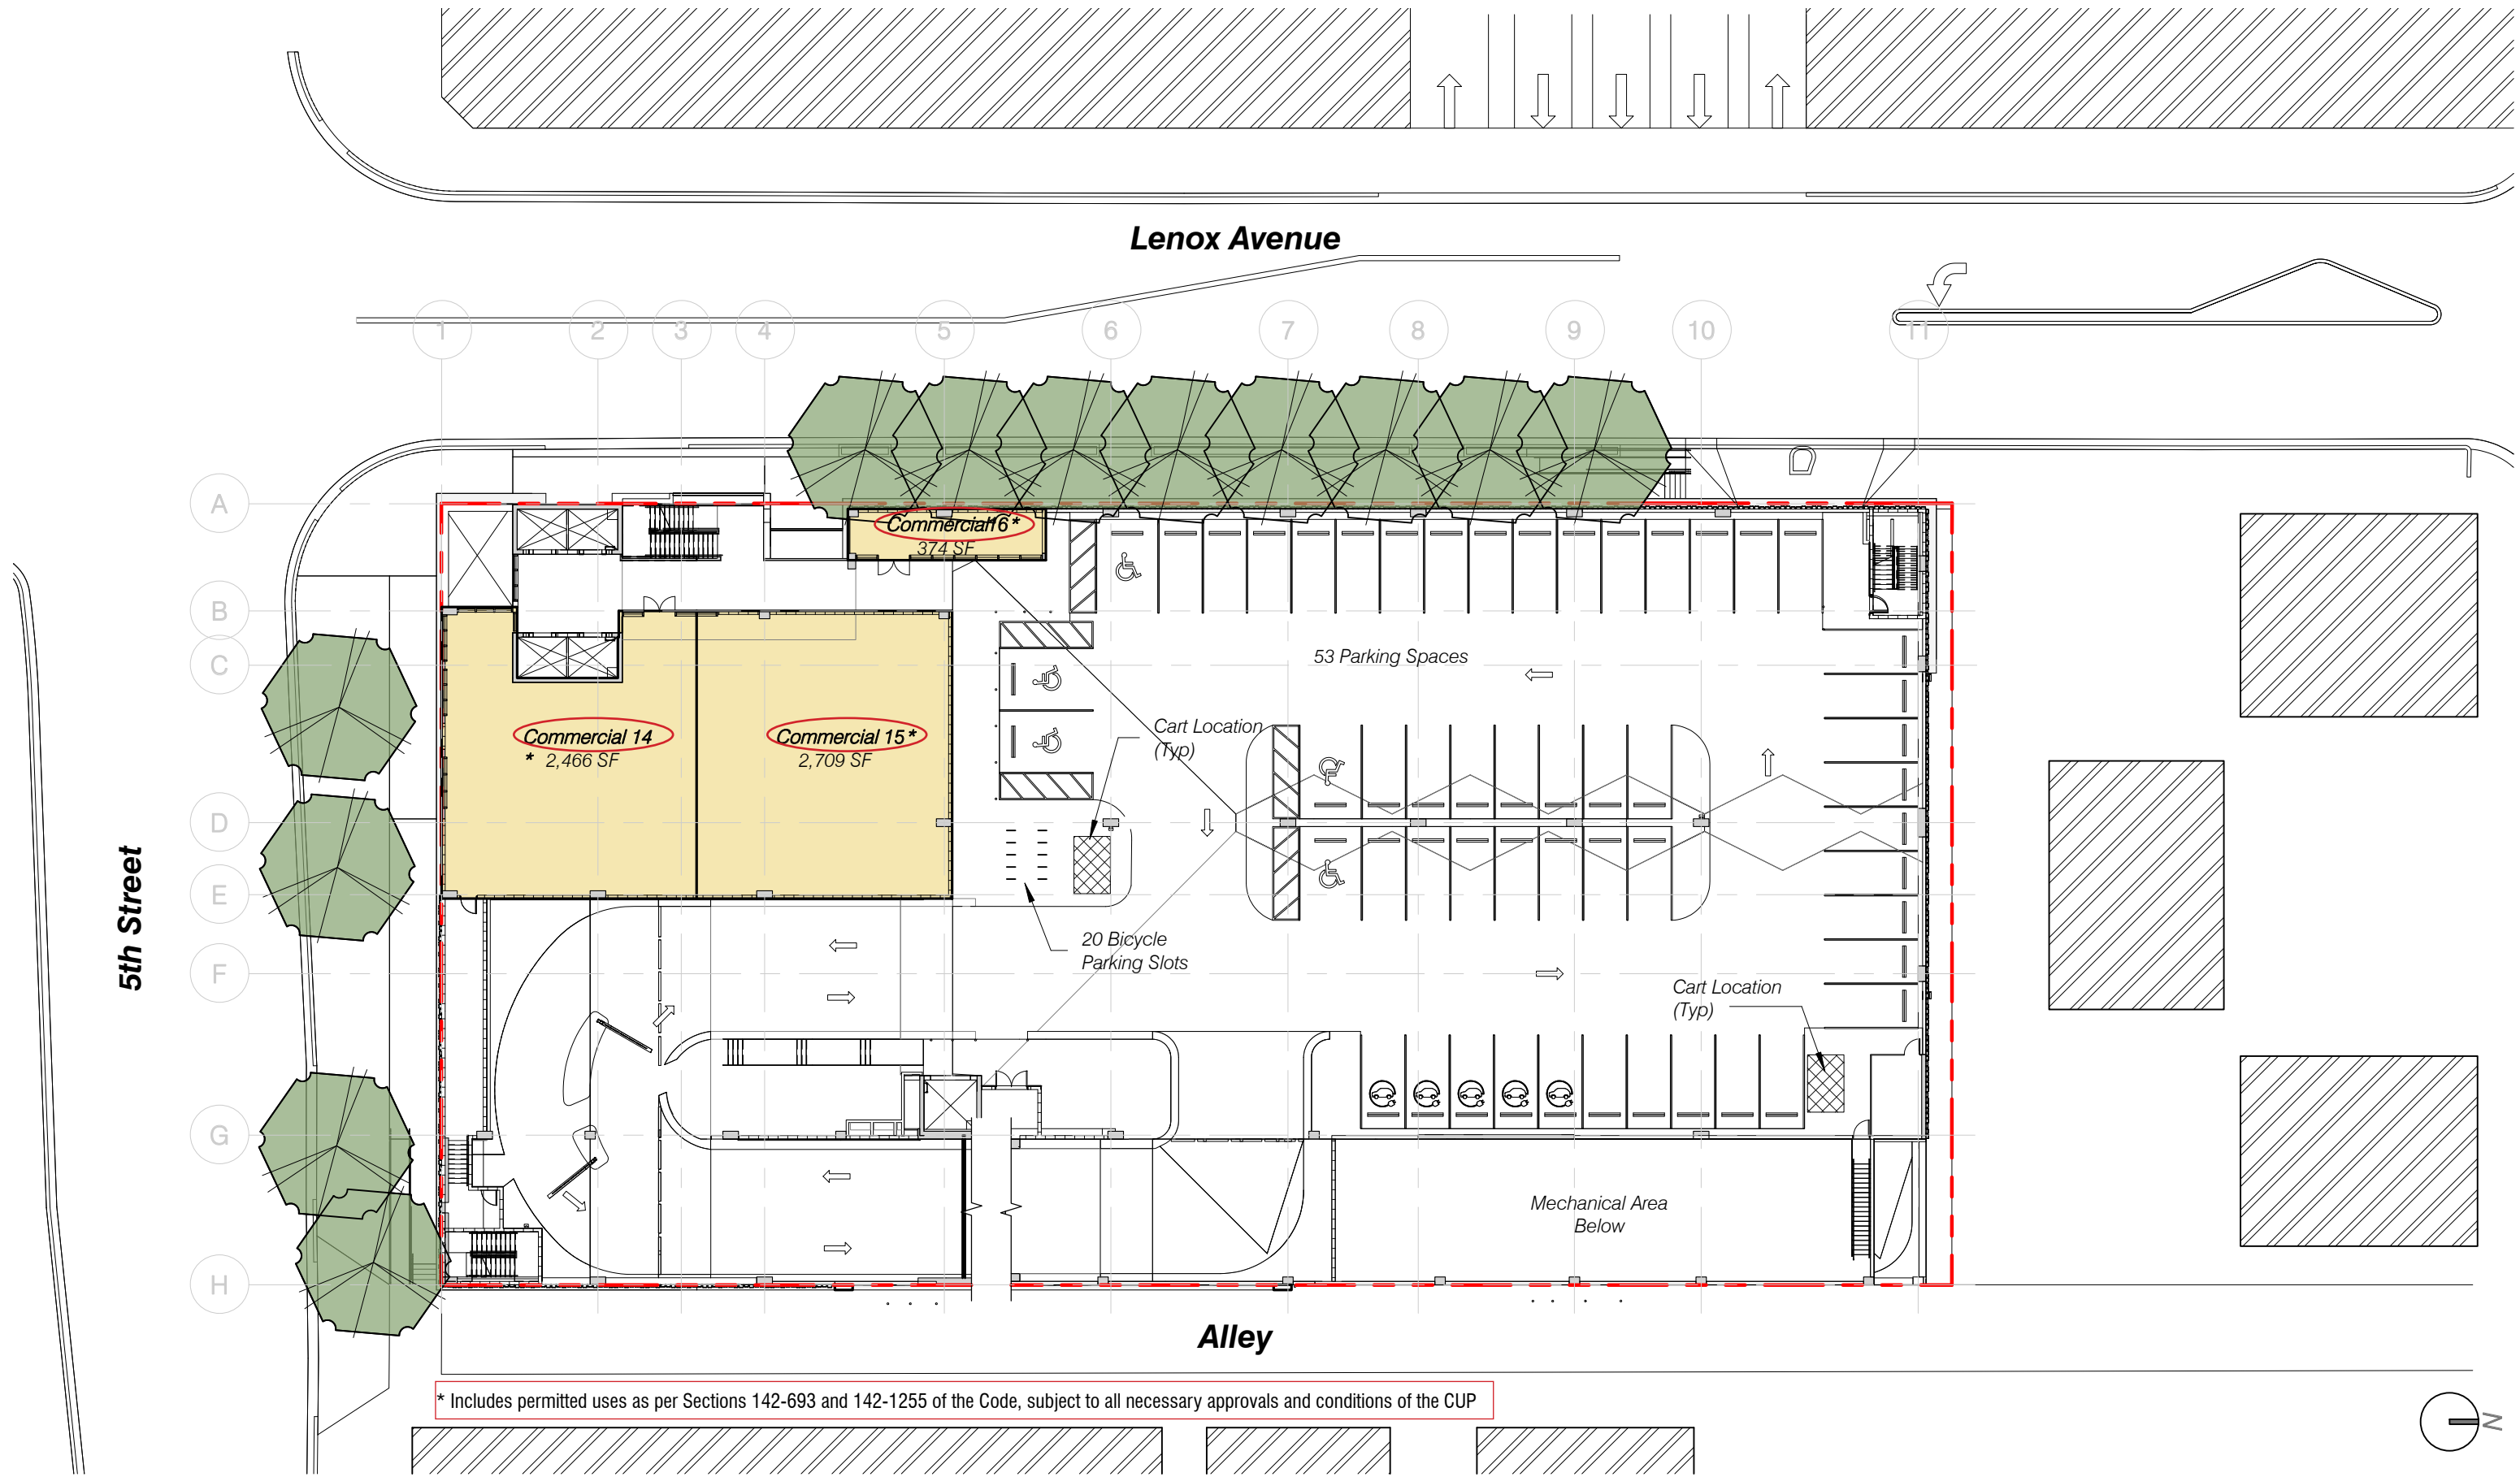 Lenox Avenue
1 2 3 4 5 6 7 8 9 10 11
A
B
C
D
E
F
G
H
Commercial16*
374 SF
53 Parking Spaces
Commercial 14
* 2,466 SF
Commercial 15*
2,709 SF
Cart Location
(Typ)
5th Street
20 Bicycle
Parking Slots
Cart Location
(Typ)
Mechanical Area
Below
Alley
* Includes permitted uses as per Sections 142-693 and 142-1255 of the Code, subject to all necessary approvals and conditions of the CUP
N